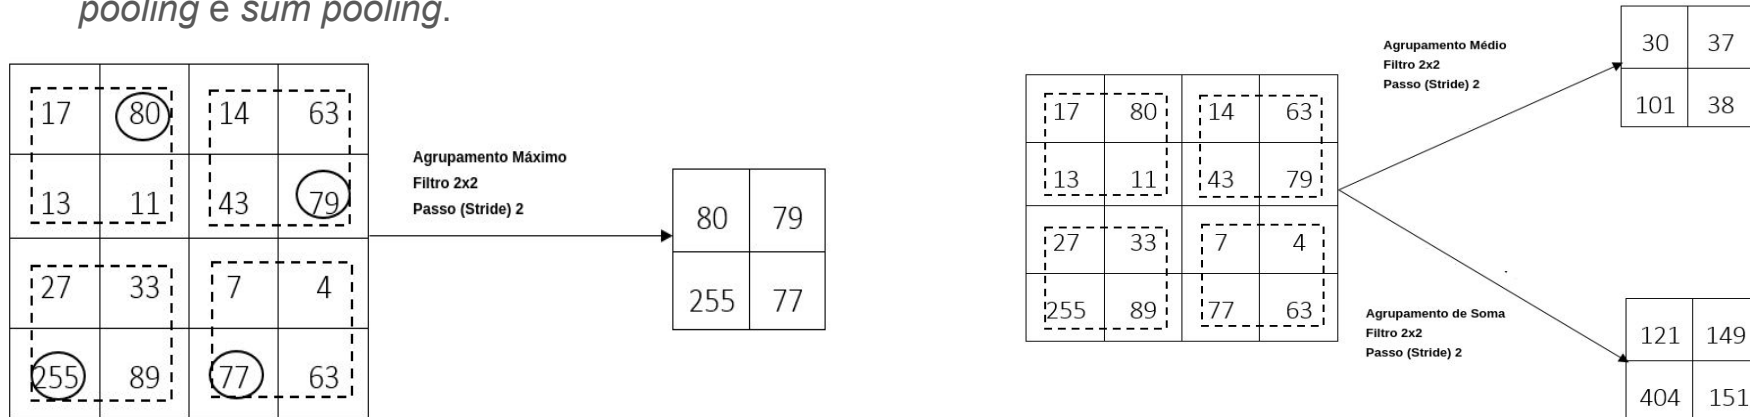 pooling e sum pooling.
17 80 14 63
13 11 43 79
27 33 7 4
255 89 77 63
Agrupamento Máximo
Filtro 2x2
Passo (Stride) 2
80 79
255 77
17 80 14 63
13 11 43 79
27 33 7 4
255 89 77 63
Agrupamento Médio
Filtro 2x2
Passo (Stride) 2
30 37
101 38
Agrupamento de Soma
Filtro 2x2
Passo (Stride) 2
121 149
404 151